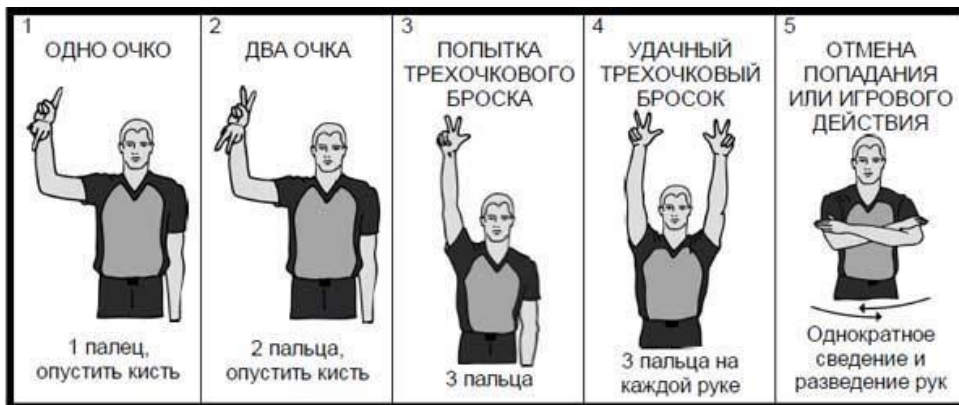 1
ОДНО ОЧКО
1 палец,
опустить кисть
2
ДВА ОЧКА
2 пальца,
опустить кисть
3
ПОПЫТКА
ТРЕХОЧКОВОГО
БРОСКА
3 пальца
4
УДАЧНЫЙ
ТРЕХОЧКОВЫЙ
БРОСОК
3 пальца на
каждой руке
5
ОТМЕНА
ПОПАДАНИЯ
ИЛИ ИГРОВОГО
ДЕЙСТВИЯ
Однократное
сведение и
разведение рук